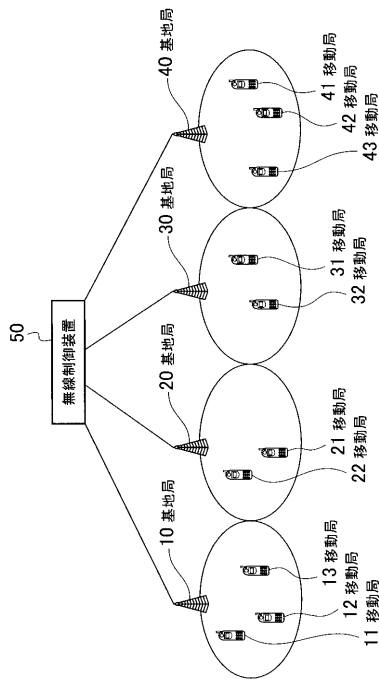 50
無線制御装置
10 基地局
20 基地局
30 基地局
40 基地局
11 移動局
12 移動局
13 移動局
22 移動局
21 移動局
32 移動局
31 移動局
43 移動局
42 移動局
41 移動局